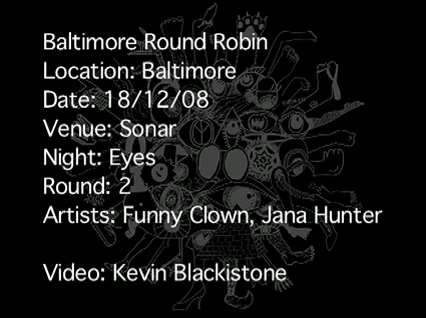 Baltimore Round Robin
Location: Baltimore
Date: 18/12/08
Venue: Sonar
Night: Eyes
Round: 2
Artists: Funny Clown, Jana Hunter
Video: Kevin Blackistone